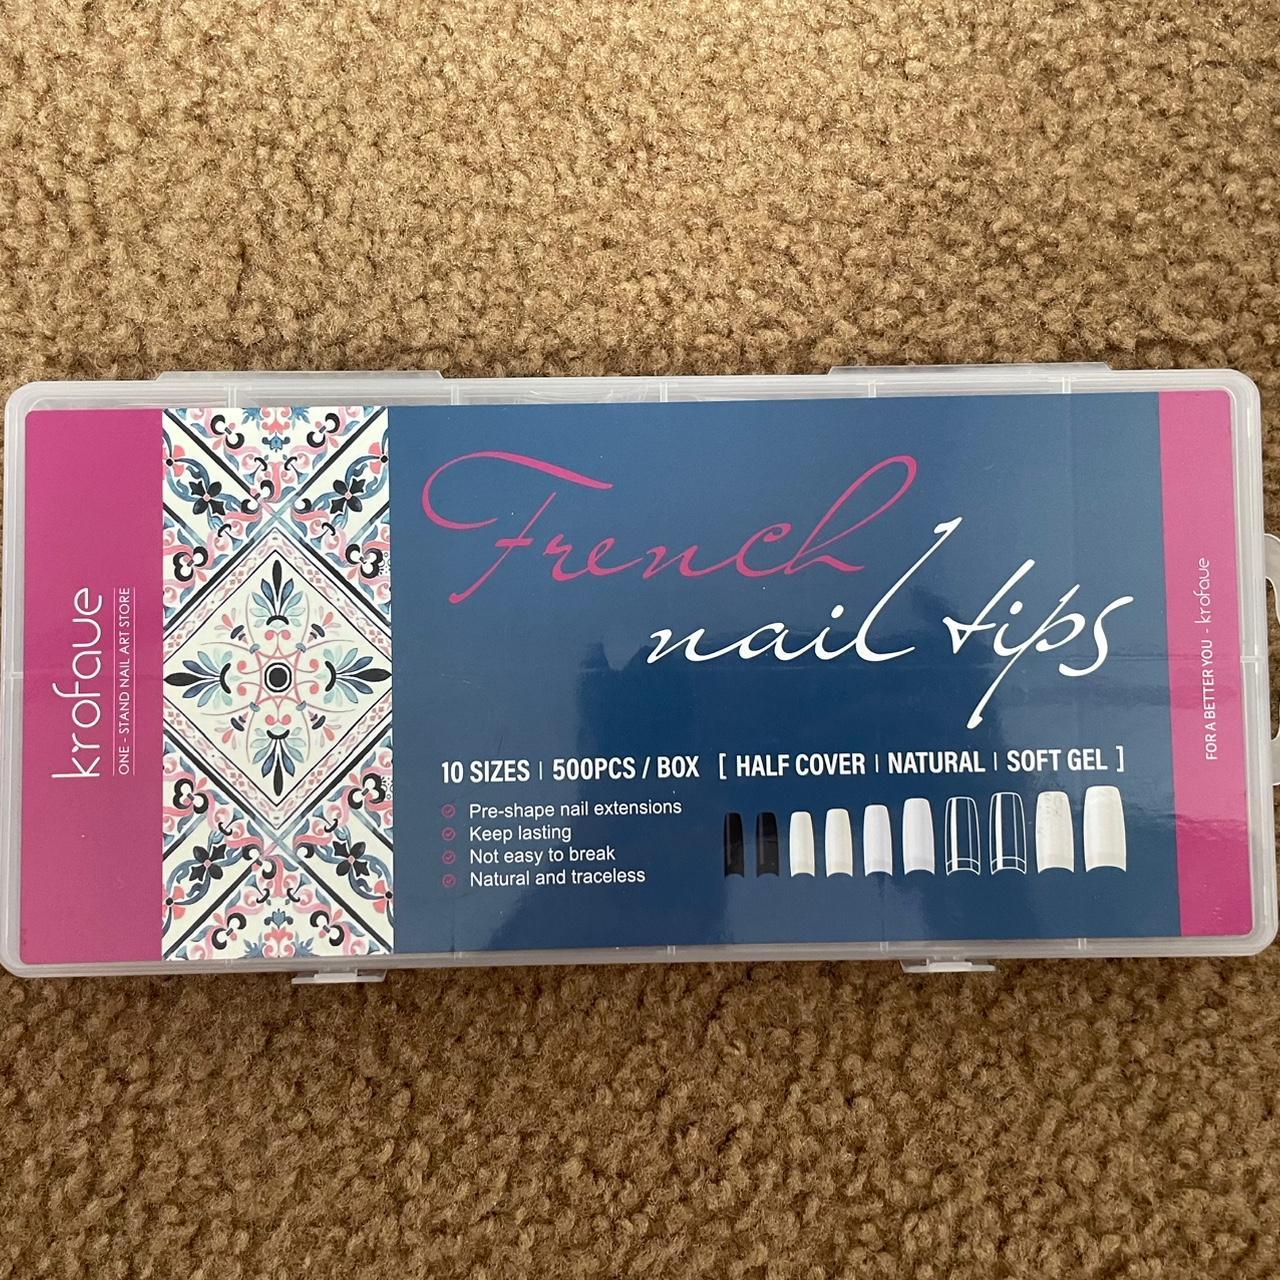 krofaue
ONE - STAND NAIL ART STORE
French
nail tips
10 SIZES | 500PCS / BOX [ HALF COVER | NATURAL | SOFT GEL ]
Pre-shape nail extensions
Keep lasting
Not easy to break
Natural and traceless
FOR A BETTER YOU - krofaue